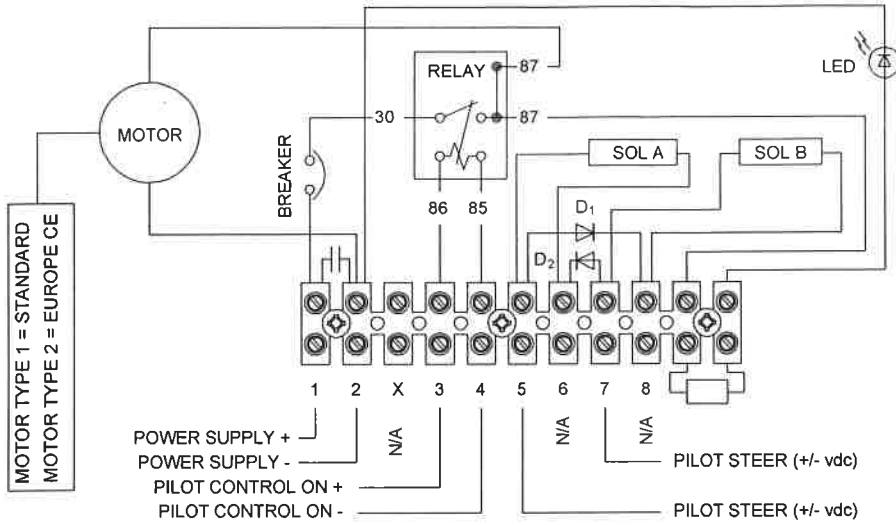 RELAY
87
LED
30
87
MOTOR
BREAKER
SOL A
SOL B
86 85
D1
D2
MOTOR TYPE 1 = STANDARD
MOTOR TYPE 2 = EUROPE CE
1 2 X 3 4 5 6 7 8
N/A
N/A
N/A
POWER SUPPLY +
POWER SUPPLY -
PILOT CONTROL ON +
PILOT CONTROL ON -
PILOT STEER (+/- vdc)
PILOT STEER (+/- vdc)